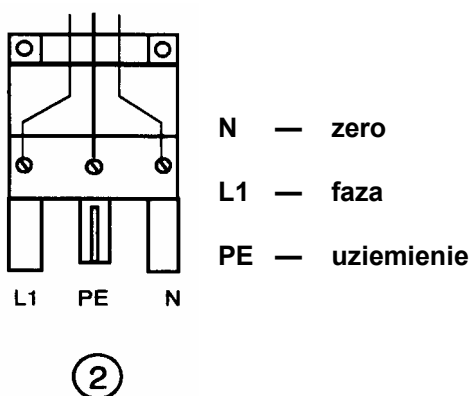 N — zero
L1 — faza
PE — uziemienie
L1 PE N
2